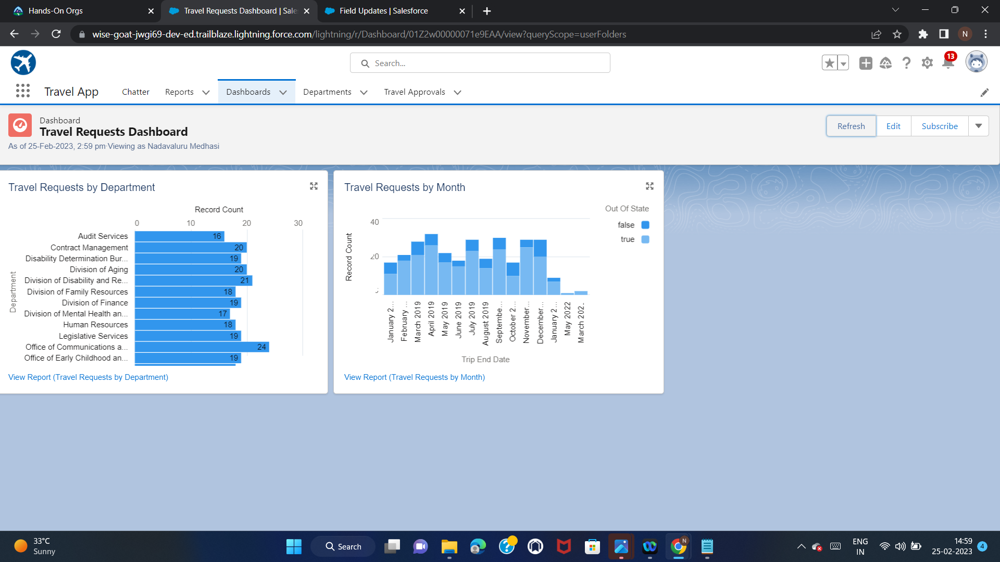 Hands-On Orgs
Travel Requests Dashboard | Sale
Field Updates | Salesforce
wise-goat-jwgi69-dev-ed.trailblaze.lightning.force.com/lightning/r/Dashboard/01Z2w00000071e9EAA/view?queryScope=userFolders
N
Search...
13
Travel App
Chatter
Reports
Dashboards
Departments
Travel Approvals
Dashboard
Travel Requests Dashboard
As of 25-Feb-2023, 2:59 pm·Viewing as Nadavaluru Medhasi
Refresh
Edit
Subscribe
Travel Requests by Department
Record Count
0 10 20 30
Department
Audit Services 16
Contract Management 20
Disability Determination Bur... 19
Division of Aging 20
Division of Disability and Re... 21
Division of Family Resources 18
Division of Finance 19
Division of Mental Health an... 17
Human Resources 18
Legislative Services 19
Office of Communications a... 24
Office of Early Childhood an... 19
View Report (Travel Requests by Department)
Travel Requests by Month
Out Of State
false
true
Record Count
40
20
January 2...
February ...
March 2019
April 2019
May 2019
June 2019
July 2019
August 2019
Septembe...
October 2...
November...
December...
January 2...
May 2022
March 202.
Trip End Date
View Report (Travel Requests by Month)
33°C
Sunny
Search
N
ENG
IN
14:59
25-02-2023
4